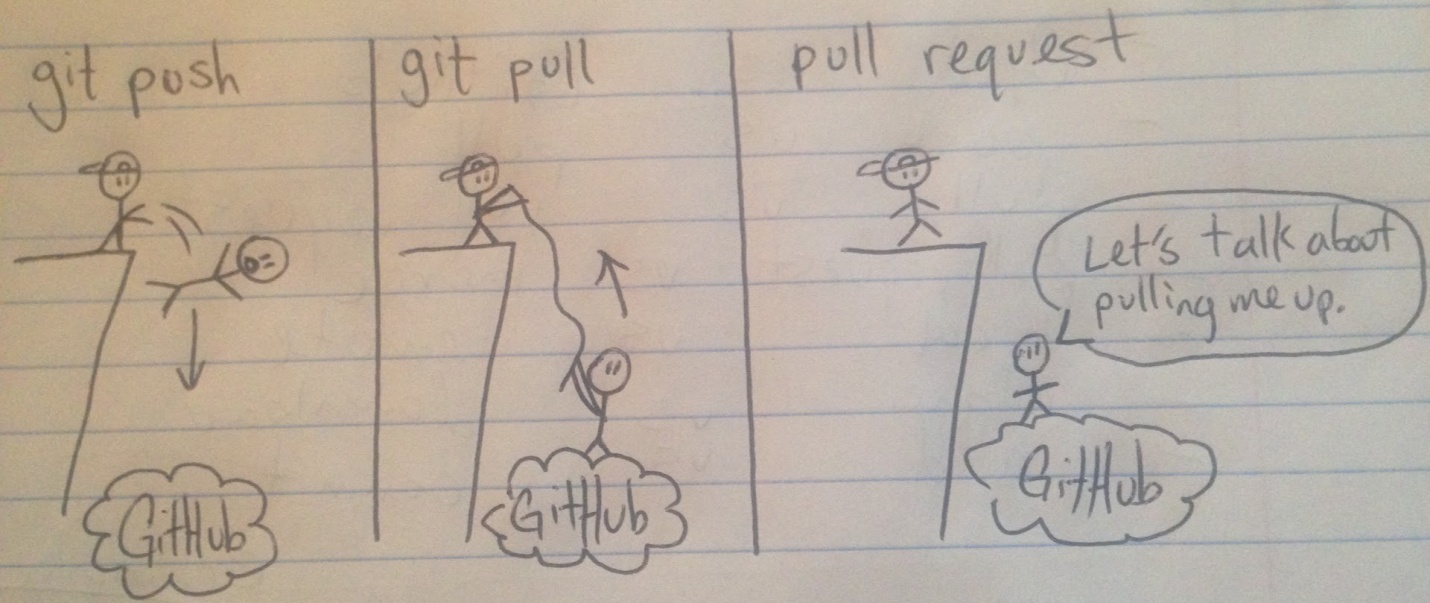 git push
GitHub
git pull
GitHub
pull request
Let's talk about
pulling me up.
GitHub